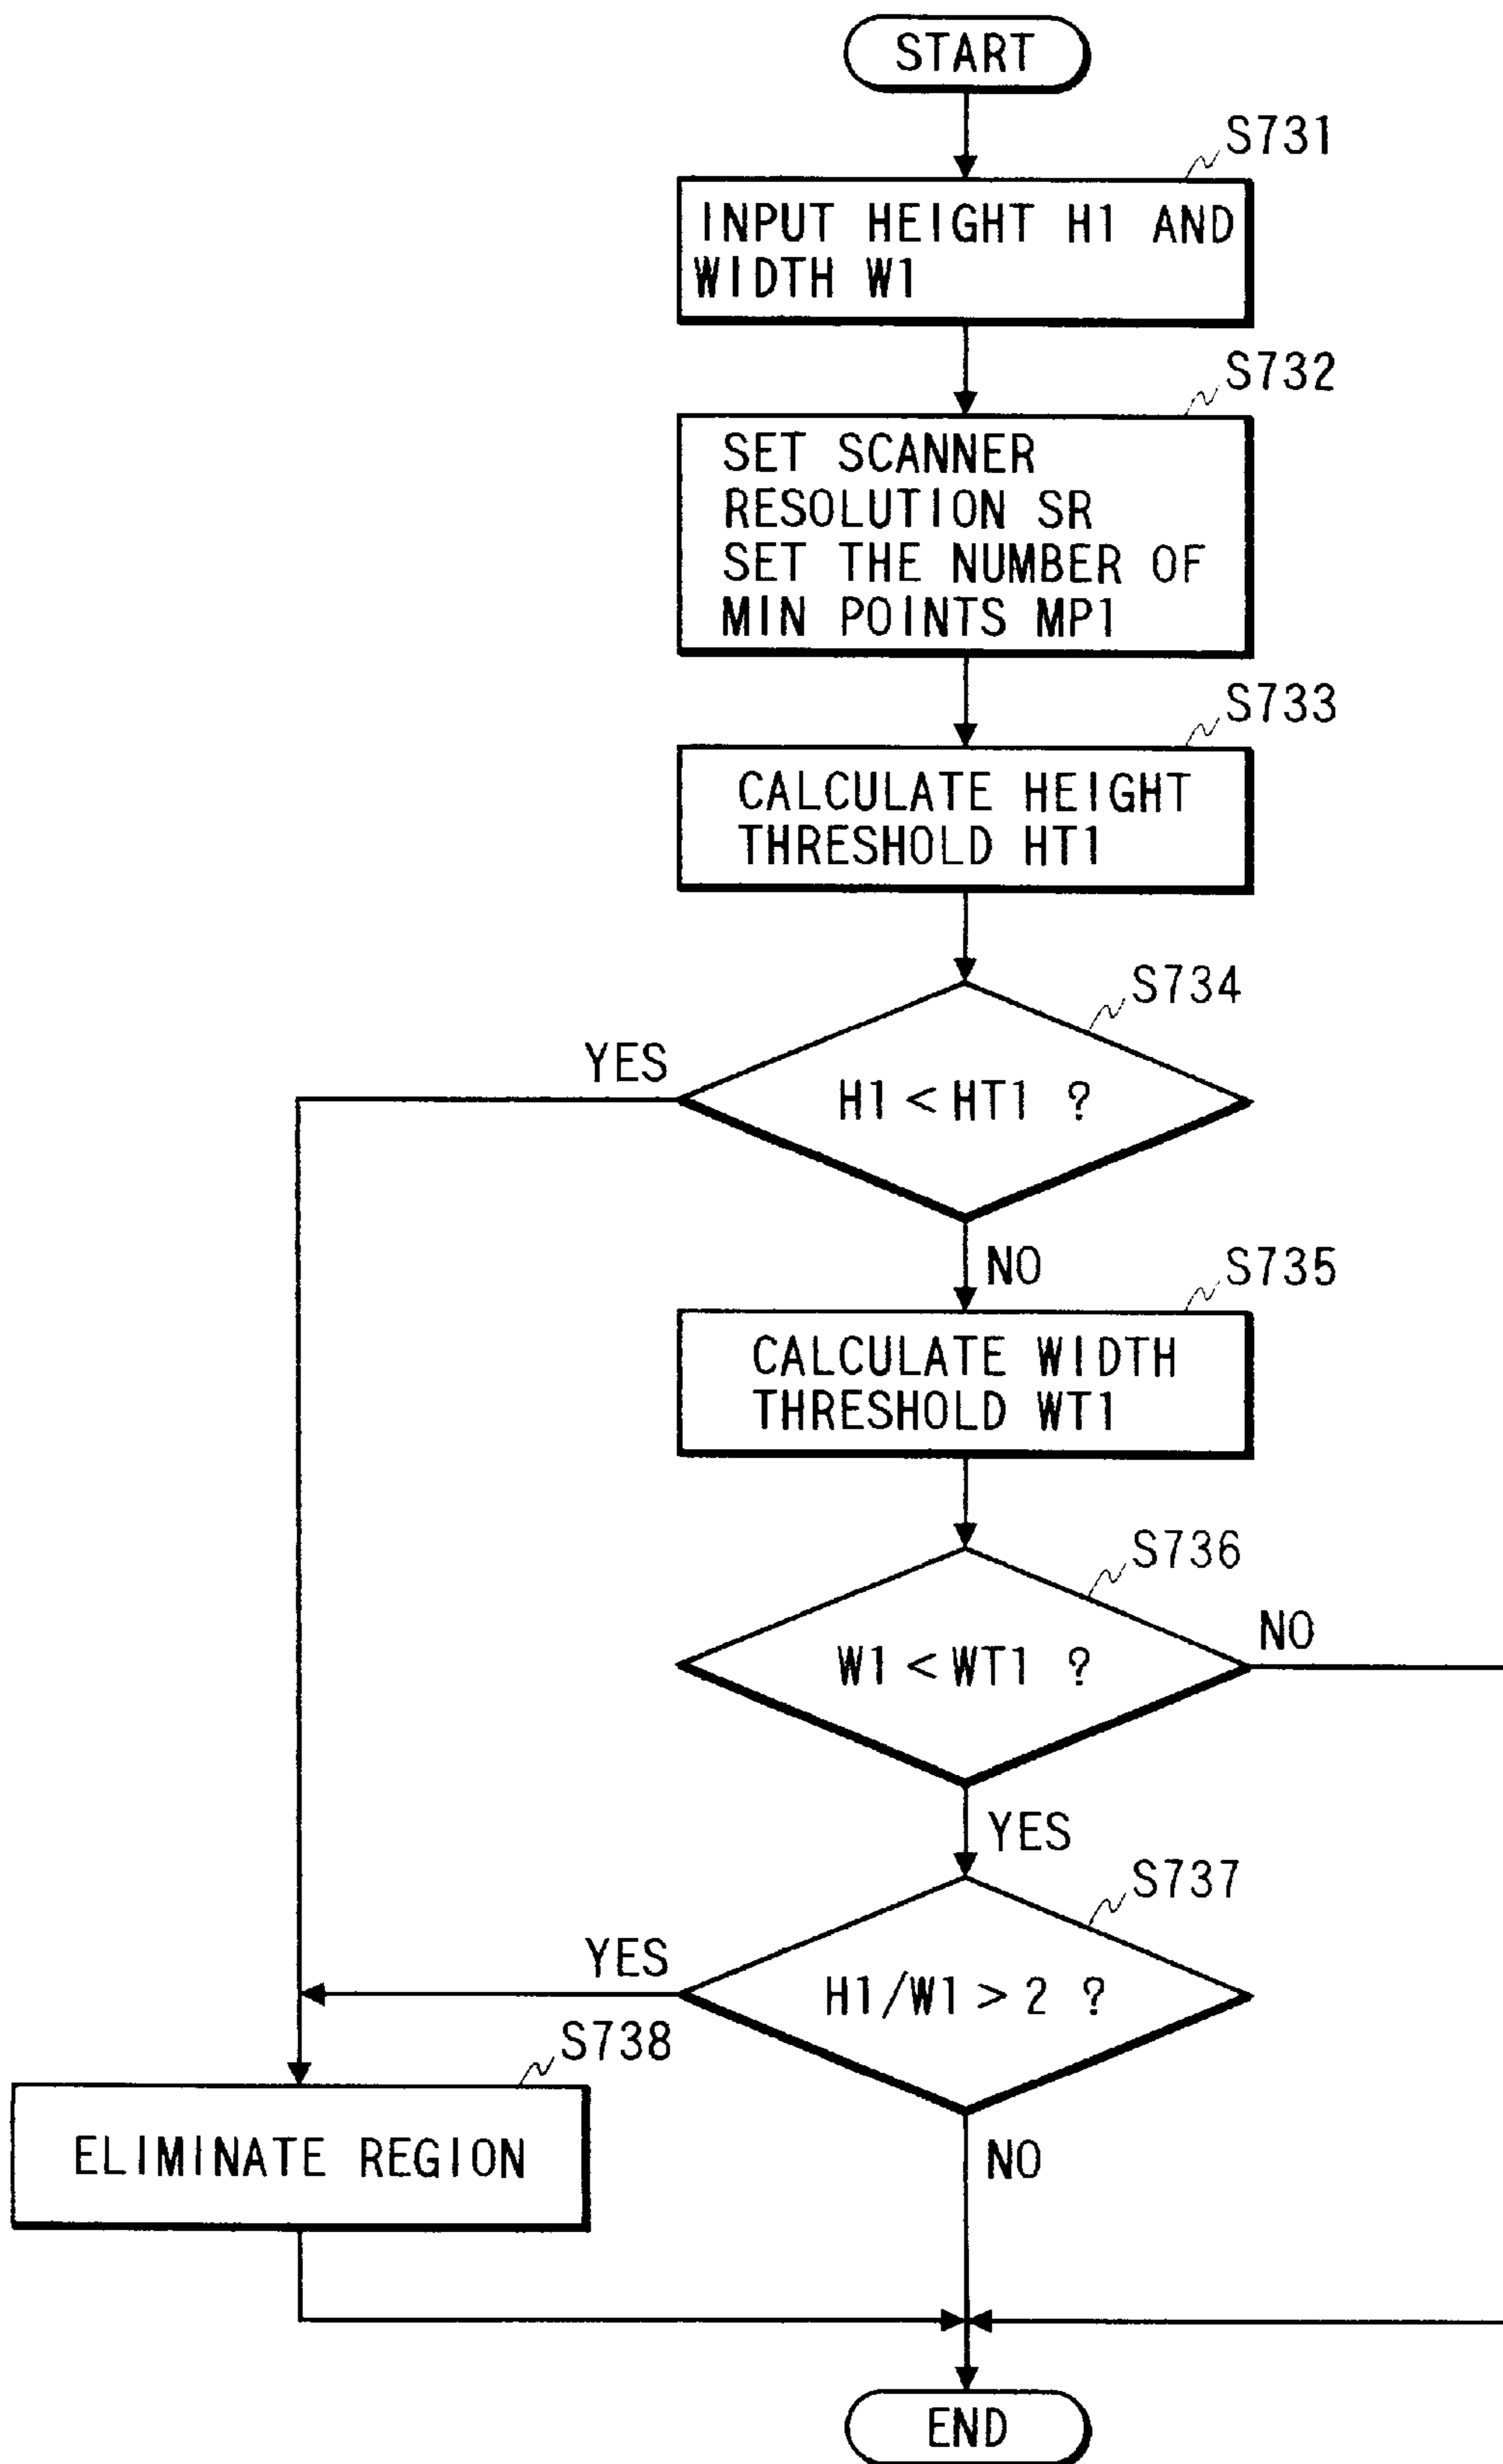 START
S731
INPUT HEIGHT H1 AND
WIDTH W1
S732
SET SCANNER
RESOLUTION SR
SET THE NUMBER OF
MIN POINTS MP1
S733
CALCULATE HEIGHT
THRESHOLD HT1
S734
YES
H1 < HT1 ?
NO
S735
CALCULATE WIDTH
THRESHOLD WT1
S736
NO
W1 < WT1 ?
YES
S737
YES
H1/W1 > 2 ?
S738
ELIMINATE REGION
NO
END